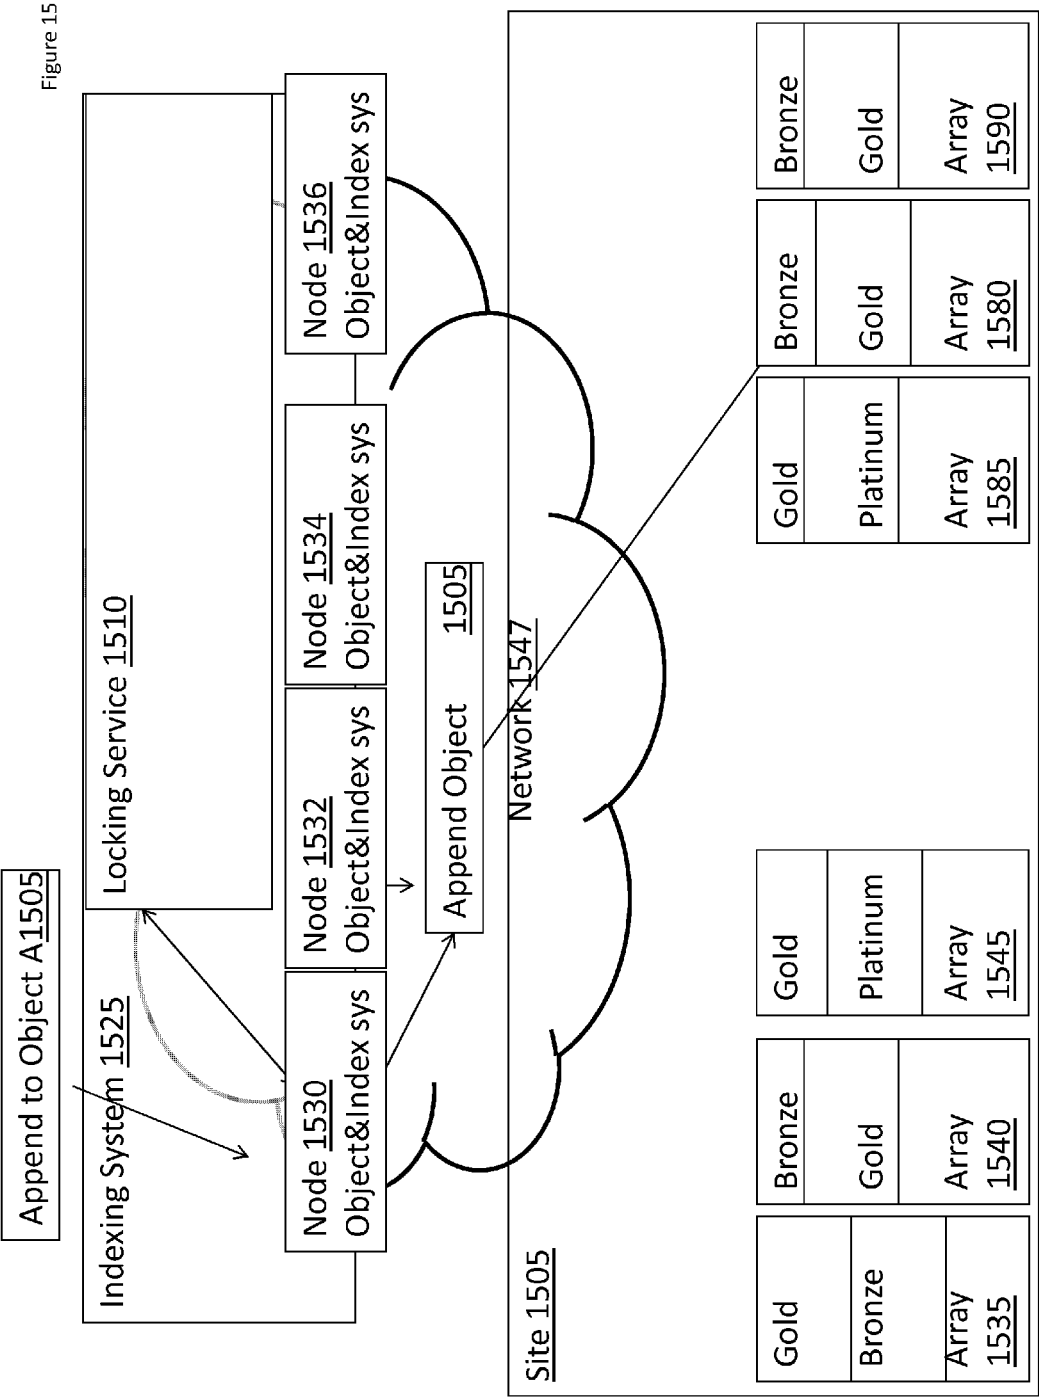 Figure 15
Append to Object A1505
Indexing System 1525
Locking Service 1510
Node 1530
Object&Index sys
Node 1532
Object&Index sys
Node 1534
Object&Index sys
Node 1536
Object&Index sys
Append Object 1505
Network 1547
Site 1505
Gold
Bronze
Array
1535
Bronze
Gold
Array
1540
Gold
Platinum
Array
1545
Gold
Platinum
Array
1585
Bronze
Gold
Array
1580
Bronze
Gold
Array
1590